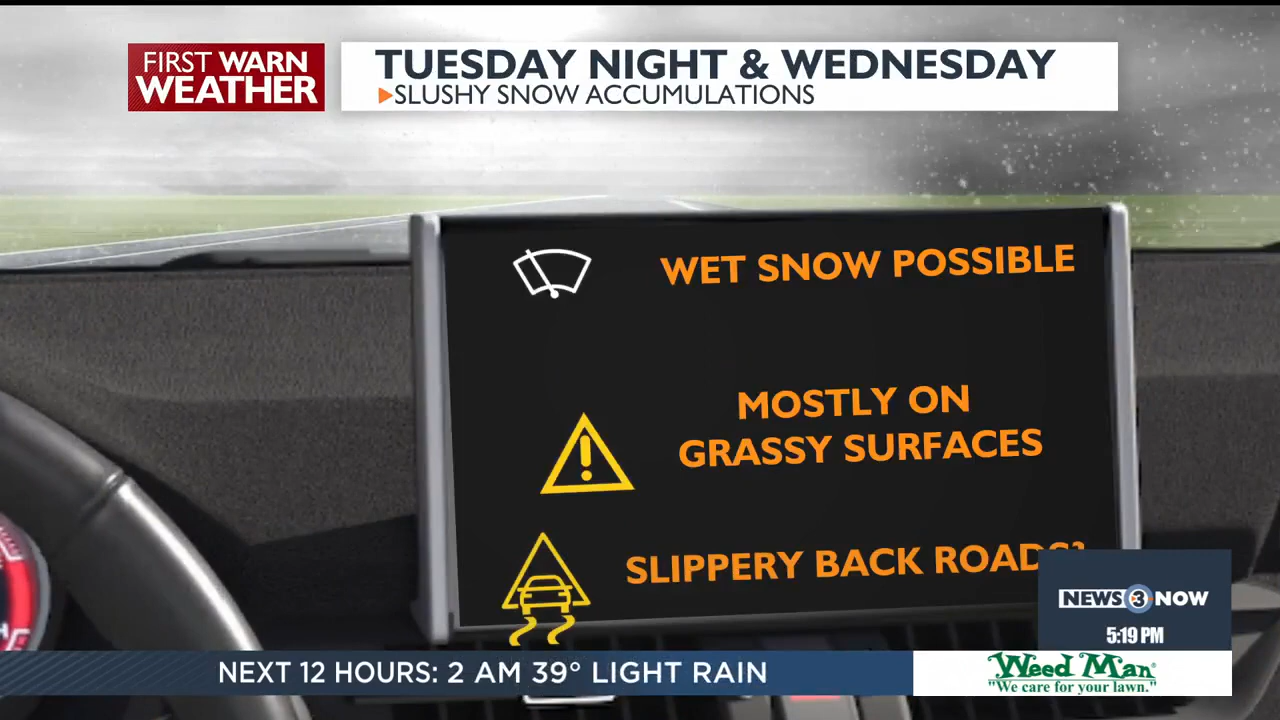 FIRST WARN
WEATHER
TUESDAY NIGHT & WEDNESDAY
SLUSHY SNOW ACCUMULATIONS
WET SNOW POSSIBLE
MOSTLY ON
GRASSY SURFACES
SLIPPERY BACK ROADS?
NEWS 3 NOW
5:19 PM
NEXT 12 HOURS: 2 AM 39° LIGHT RAIN
Weed Man®
"We care for your lawn."